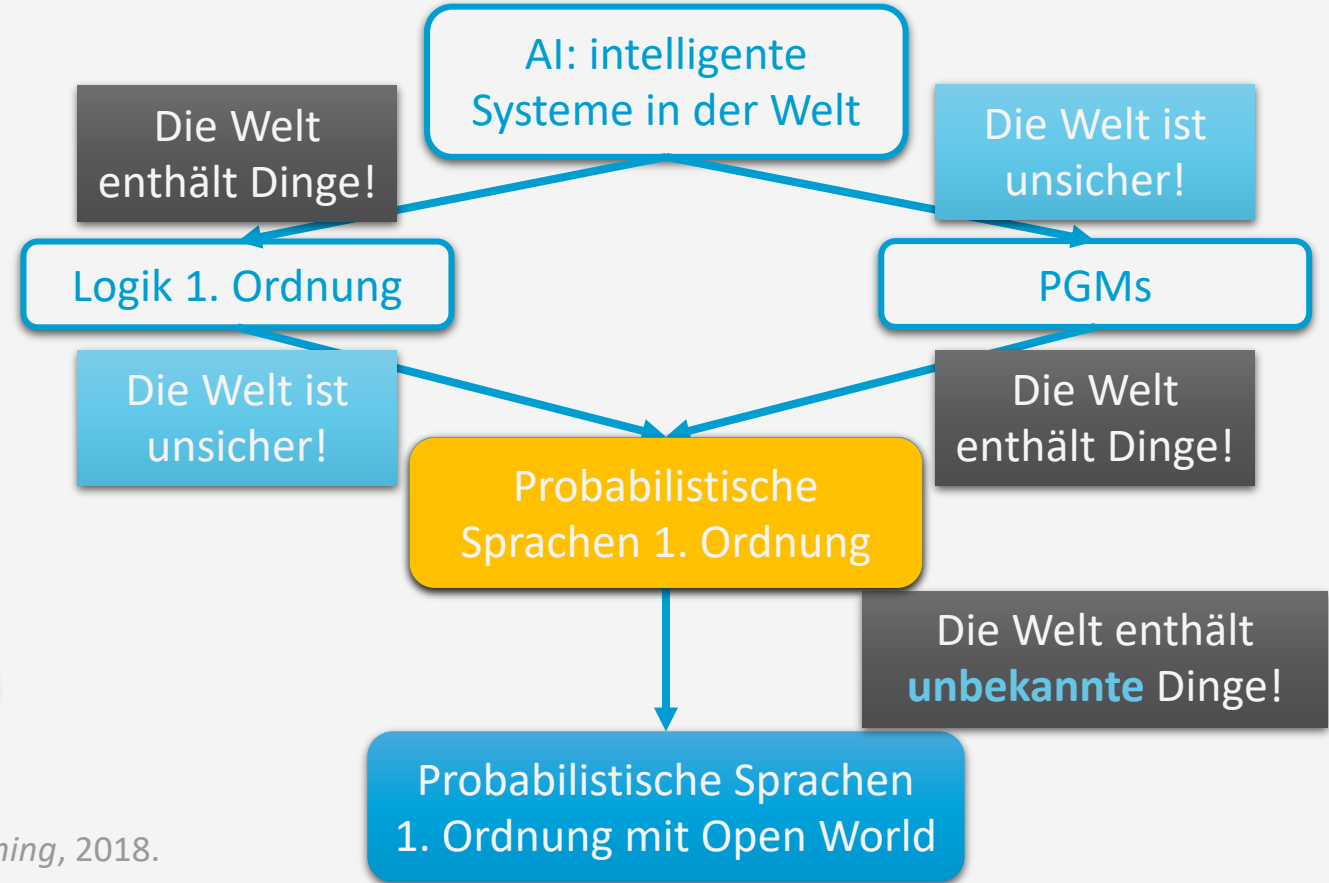 AI: intelligente
Systeme in der Welt
Die Welt
enthält Dinge!
Die Welt ist
unsicher!
Logik 1. Ordnung
PGMs
Die Welt ist
unsicher!
Die Welt
enthält Dinge!
Probabilistische
Sprachen 1. Ordnung
Die Welt enthält
unbekannte Dinge!
Probabilistische Sprachen
1. Ordnung mit Open World
2018.